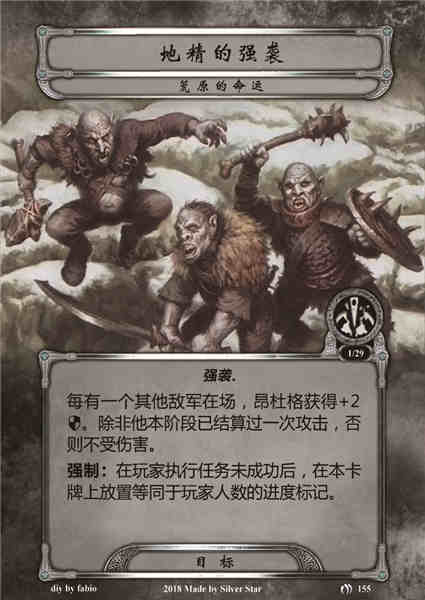 地精的强袭
荒原的命运
1/29
强袭.
每有一个其他敌军在场，昂杜格获得+2
。除非他本阶段已结算过一次攻击，否
则不受伤害。
强制：在玩家执行任务未成功后，在本卡
牌上放置等同于玩家人数的进度标记。
目标
diy by fabio
2018 Made by Silver Star
155